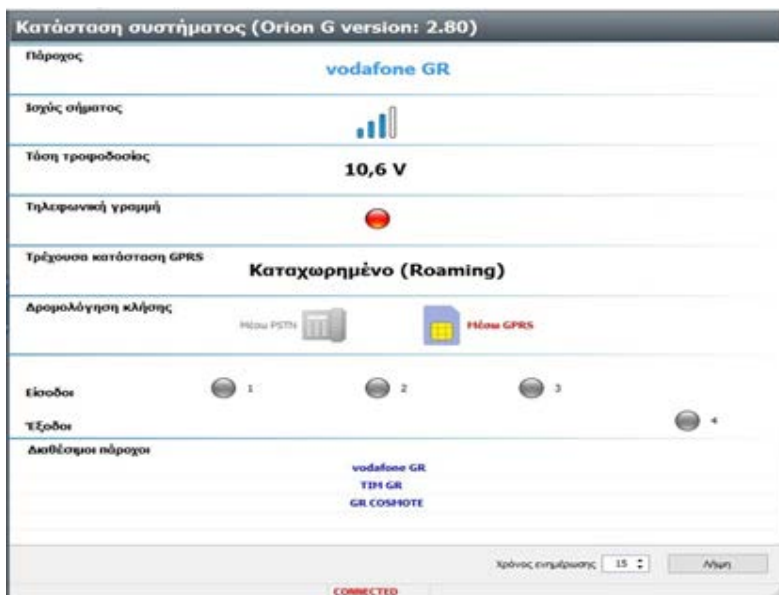 Κατάσταση συστήματος (Orion G version: 2.80)
Πάροχος
vodafone GR
Ισχύς σήματος
Τάση τροφοδοσίας
10,6 V
Τηλεφωνική γραμμή
Τρέχουσα κατάσταση GPRS
Καταχωρημένο (Roaming)
Δρομολόγηση κλήσης
Μέσω PSTN
Μέσω GPRS
Είσοδοι 1 2 3
Έξοδοι 4
Διαθέσιμοι πάροχοι
vodafone GR
TIM GR
GR COSMOTE
Χρόνος ενημέρωσης 15 Λήψη
CONNECTED